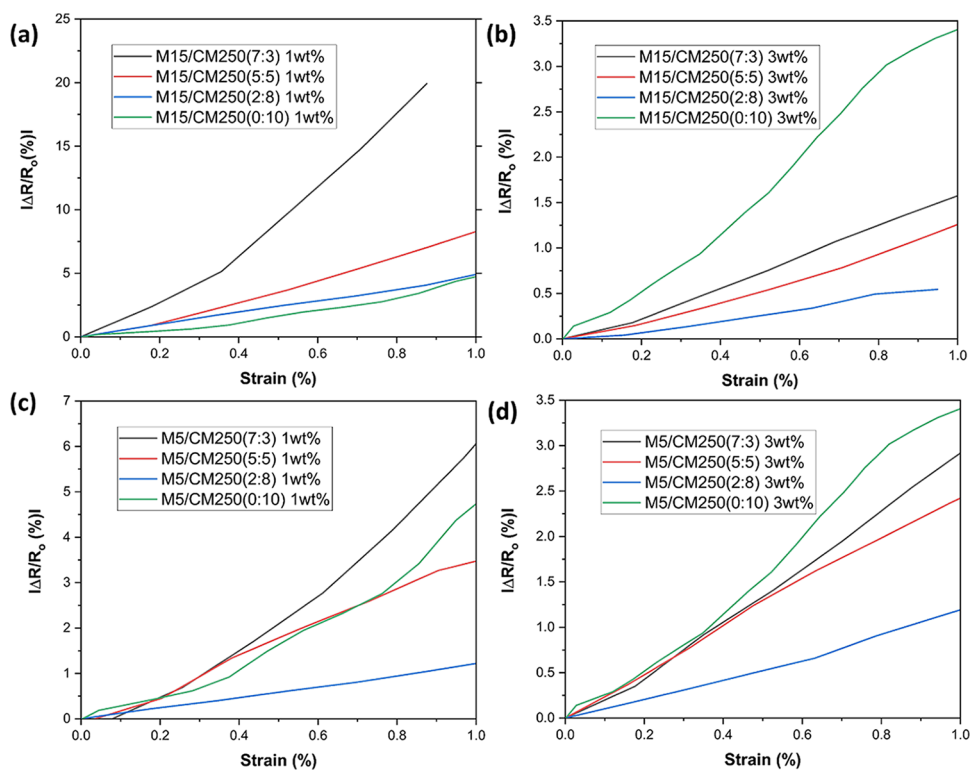 (a)
25
20
15
10
5
0
I∆R/Ro(%)I
M15/CM250(7:3) 1wt%
M15/CM250(5:5) 1wt%
M15/CM250(2:8) 1wt%
M15/CM250(0:10) 1wt%
0.0 0.2 0.4 0.6 0.8 1.0
Strain (%)
(b)
3.5
3.0
2.5
2.0
1.5
1.0
0.5
0.0
I∆R/Ro (%)I
M15/CM250(7:3) 3wt%
M15/CM250(5:5) 3wt%
M15/CM250(2:8) 3wt%
M15/CM250(0:10) 3wt%
0.0 0.2 0.4 0.6 0.8 1.0
Strain (%)
(c)
7
6
5
4
3
2
1
0
I∆R/Ro (%)I
M5/CM250(7:3) 1wt%
M5/CM250(5:5) 1wt%
M5/CM250(2:8) 1wt%
M5/CM250(0:10) 1wt%
0.0 0.2 0.4 0.6 0.8 1.0
Strain (%)
(d)
3.5
3.0
2.5
2.0
1.5
1.0
0.5
0.0
I∆R/Ro (%)I
M5/CM250(7:3) 3wt%
M5/CM250(5:5) 3wt%
M5/CM250(2:8) 3wt%
M5/CM250(0:10) 3wt%
0.0 0.2 0.4 0.6 0.8 1.0
Strain (%)